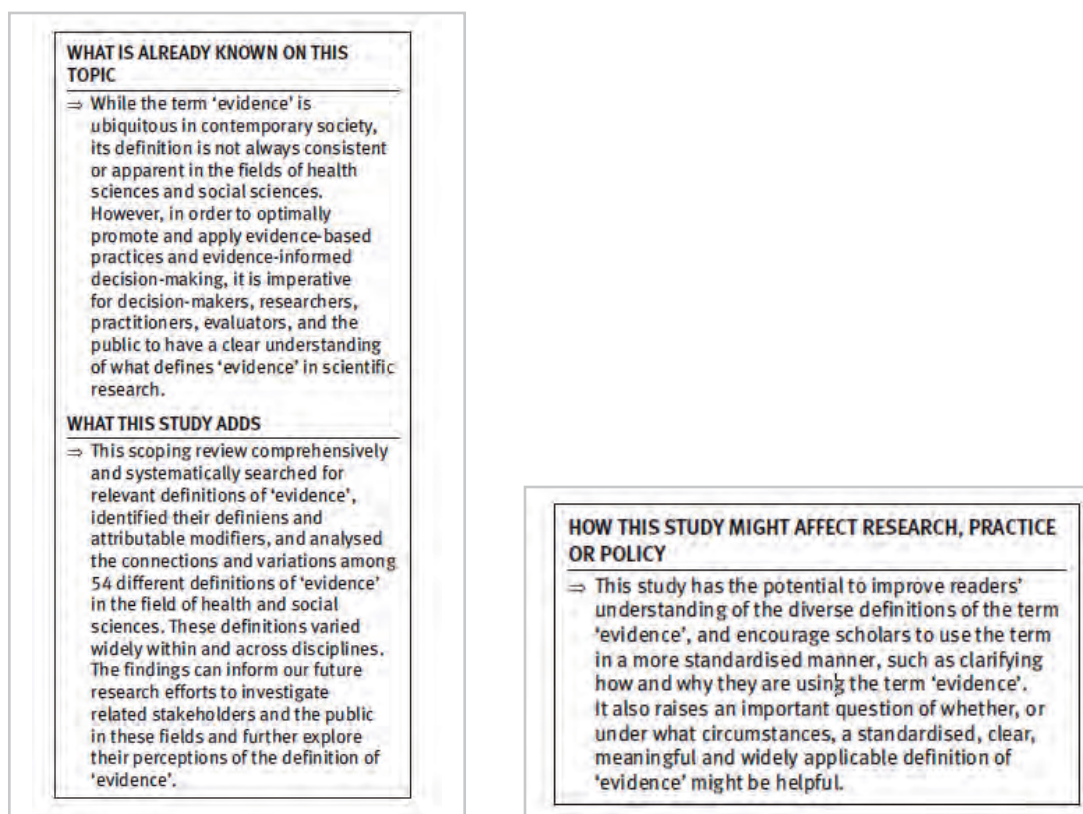 WHAT IS ALREADY KNOWN ON THIS
TOPIC
⇒ While the term ‘evidence’ is
ubiquitous in contemporary society,
its definition is not always consistent
or apparent in the fields of health
sciences and social sciences.
However, in order to optimally
promote and apply evidence-based
practices and evidence-informed
decision-making, it is imperative
for decision-makers, researchers,
practitioners, evaluators, and the
public to have a clear understanding
of what defines ‘evidence’ in scientific
research.
WHAT THIS STUDY ADDS
⇒ This scoping review comprehensively
and systematically searched for
relevant definitions of ‘evidence’,
identified their definiens and
attributable modifiers, and analysed
the connections and variations among
54 different definitions of ‘evidence’
in the field of health and social
sciences. These definitions varied
widely within and across disciplines.
The findings can inform our future
research efforts to investigate
related stakeholders and the public
in these fields and further explore
their perceptions of the definition of
‘evidence’.
HOW THIS STUDY MIGHT AFFECT RESEARCH, PRACTICE
OR POLICY
⇒ This study has the potential to improve readers’
understanding of the diverse definitions of the term
‘evidence’, and encourage scholars to use the term
in a more standardised manner, such as clarifying
how and why they are using the term ‘evidence’.
It also raises an important question of whether, or
under what circumstances, a standardised, clear,
meaningful and widely applicable definition of
‘evidence’ might be helpful.